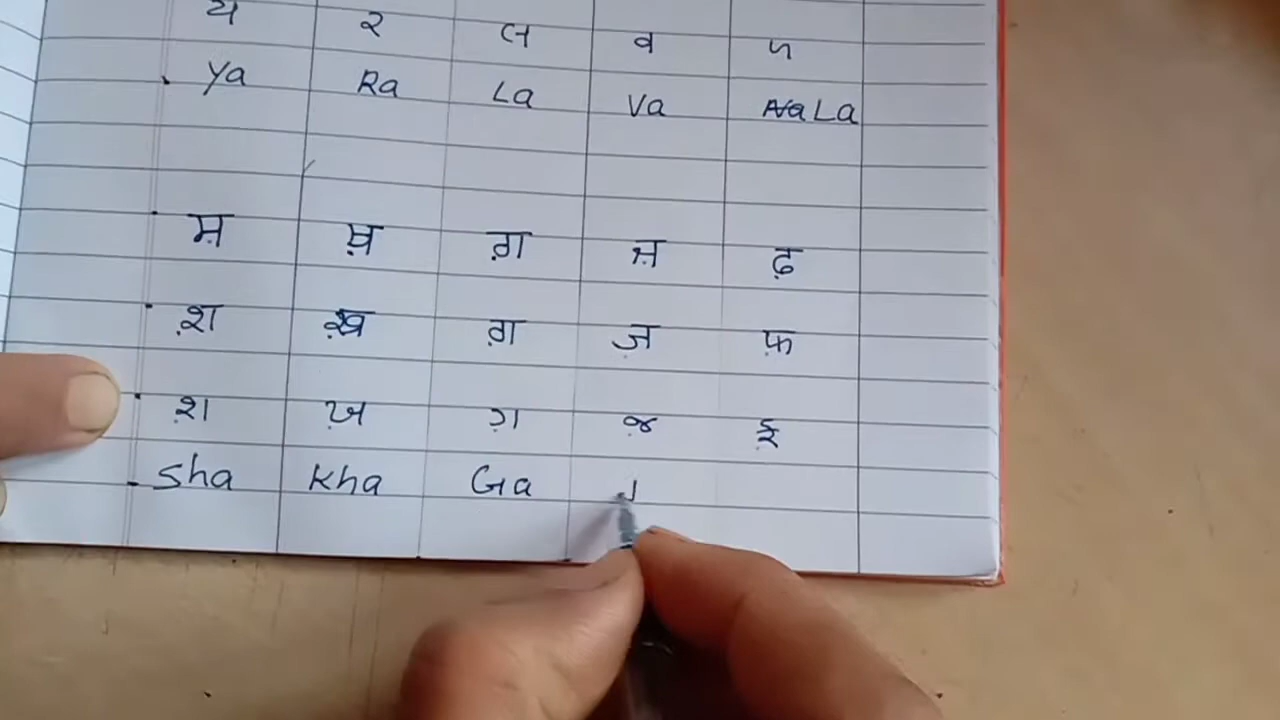 ય ર લ વ ળ
Ya Ra La Va La
ਸ਼ ਖ਼ ਗ਼ ਜ਼ ਫ਼
श़ ख़ ग़ ज़ फ़
શ઼ ખ઼ ગ઼ જ઼ ફ઼
Sha Kha Ga J